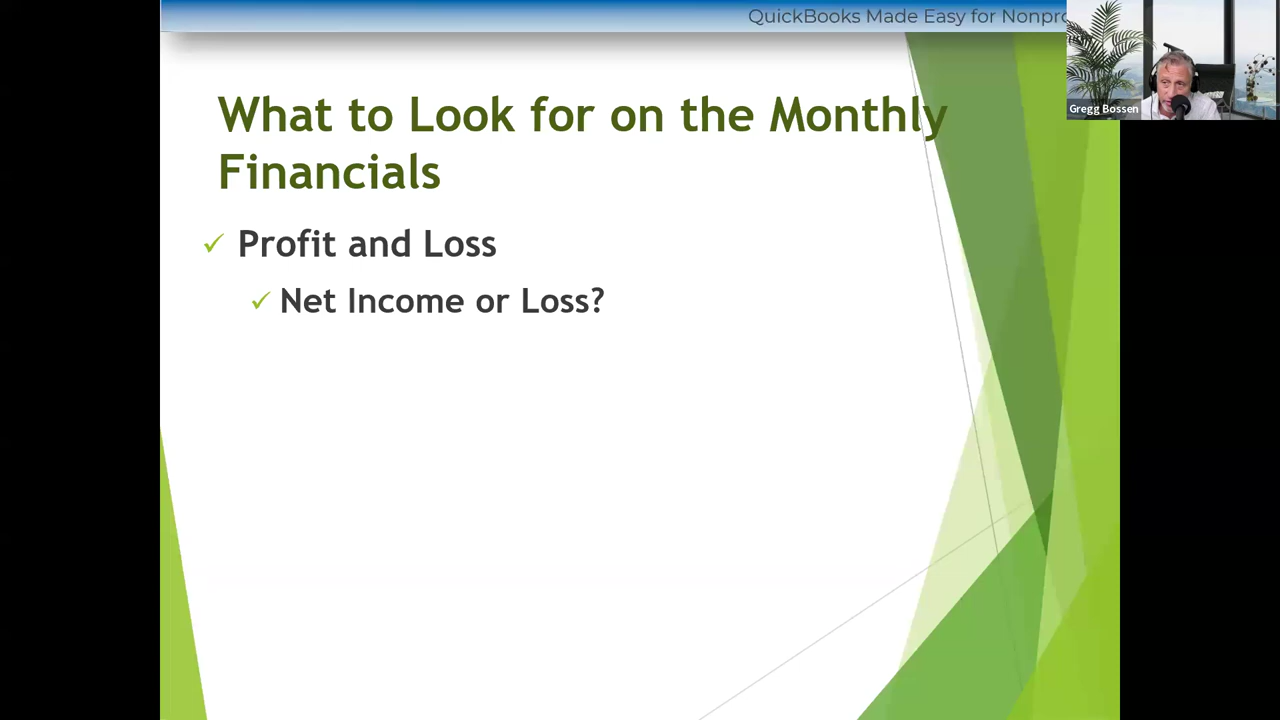 QuickBooks Made Easy for Nonpro
Gregg Bossen
What to Look for on the Monthly
Financials
✓ Profit and Loss
✓ Net Income or Loss?